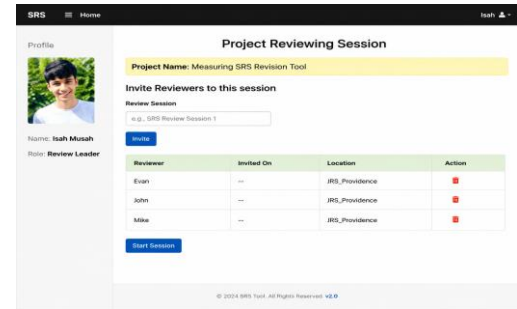 SRS Home Isah
Profile
Project Reviewing Session
Project Name: Measuring SRS Revision Tool
Invite Reviewers to this session
Review Session
e.g., SRS Review Session 1
Invite
Name: Isah Musah
Role: Review Leader
Reviewer Invited On Location Action
Evan -- JRS_Providence
John -- JRS_Providence
Mike -- JRS_Providence
Start Session
© 2024 SRS Tool. All Rights Reserved v2.0